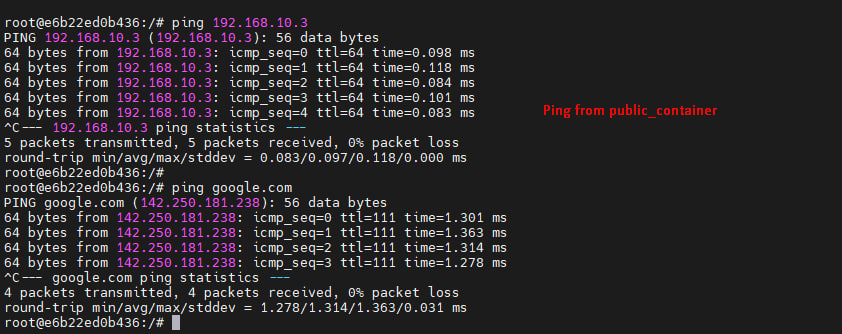 root@e6b22ed0b436:/# ping 192.168.10.3
PING 192.168.10.3 (192.168.10.3): 56 data bytes
64 bytes from 192.168.10.3: icmp_seq=0 ttl=64 time=0.098 ms
64 bytes from 192.168.10.3: icmp_seq=1 ttl=64 time=0.118 ms
64 bytes from 192.168.10.3: icmp_seq=2 ttl=64 time=0.084 ms
64 bytes from 192.168.10.3: icmp_seq=3 ttl=64 time=0.101 ms
64 bytes from 192.168.10.3: icmp_seq=4 ttl=64 time=0.083 ms
Ping from public_container
^C--- 192.168.10.3 ping statistics ---
5 packets transmitted, 5 packets received, 0% packet loss
round-trip min/avg/max/stddev = 0.083/0.097/0.118/0.000 ms
root@e6b22ed0b436:/#
root@e6b22ed0b436:/# ping google.com
PING google.com (142.250.181.238): 56 data bytes
64 bytes from 142.250.181.238: icmp_seq=0 ttl=111 time=1.301 ms
64 bytes from 142.250.181.238: icmp_seq=1 ttl=111 time=1.363 ms
64 bytes from 142.250.181.238: icmp_seq=2 ttl=111 time=1.314 ms
64 bytes from 142.250.181.238: icmp_seq=3 ttl=111 time=1.278 ms
^C--- google.com ping statistics ---
4 packets transmitted, 4 packets received, 0% packet loss
round-trip min/avg/max/stddev = 1.278/1.314/1.363/0.031 ms
root@e6b22ed0b436:/#